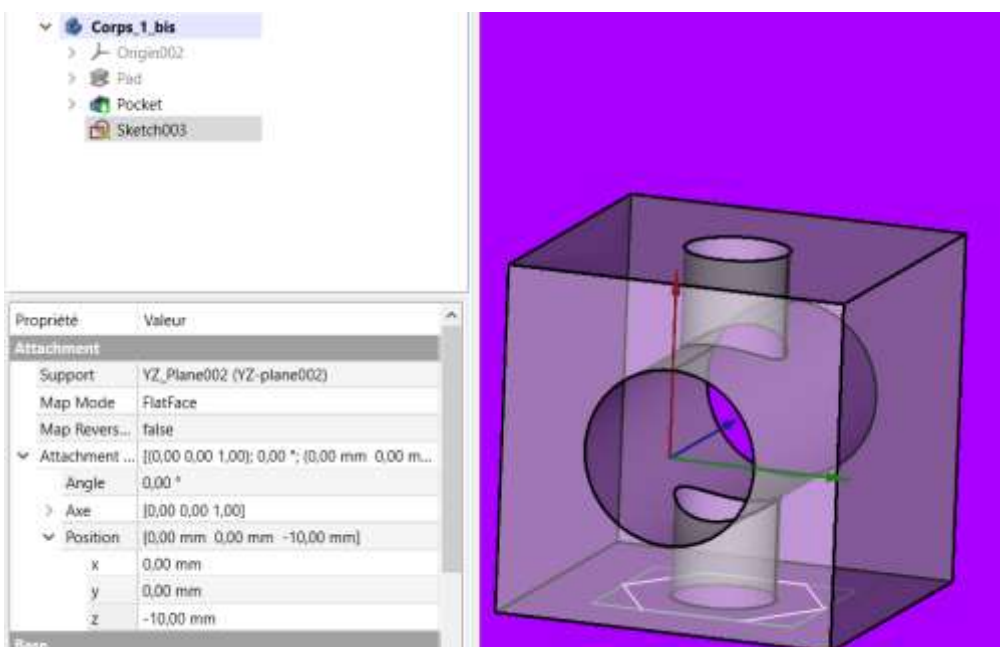 Corps_1_bis
Origin002
Pad
Pocket
Sketch003
Propriété Valeur
Attachment
Support YZ_Plane002 (YZ-plane002)
Map Mode FlatFace
Map Revers... false
Attachment ... [(0,00 0,00 1,00); 0,00 °; (0,00 mm 0,00 m...
Angle 0,00 °
Axe [0,00 0,00 1,00]
Position [0,00 mm 0,00 mm -10,00 mm]
x 0,00 mm
y 0,00 mm
z -10,00 mm
Base